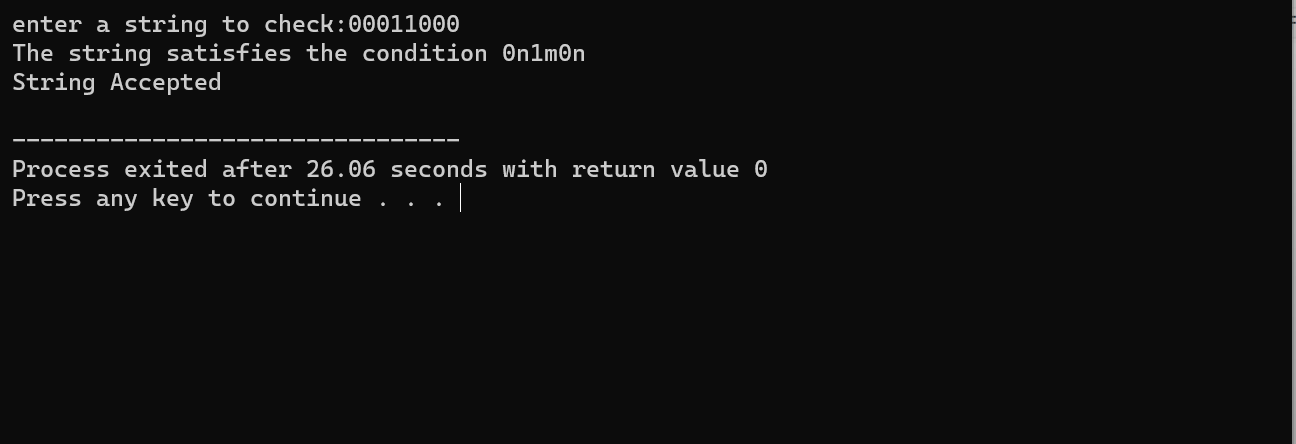 enter a string to check:00011000
The string satisfies the condition 0n1m0n
String Accepted
--------------------------------
Process exited after 26.06 seconds with return value 0
Press any key to continue . . .